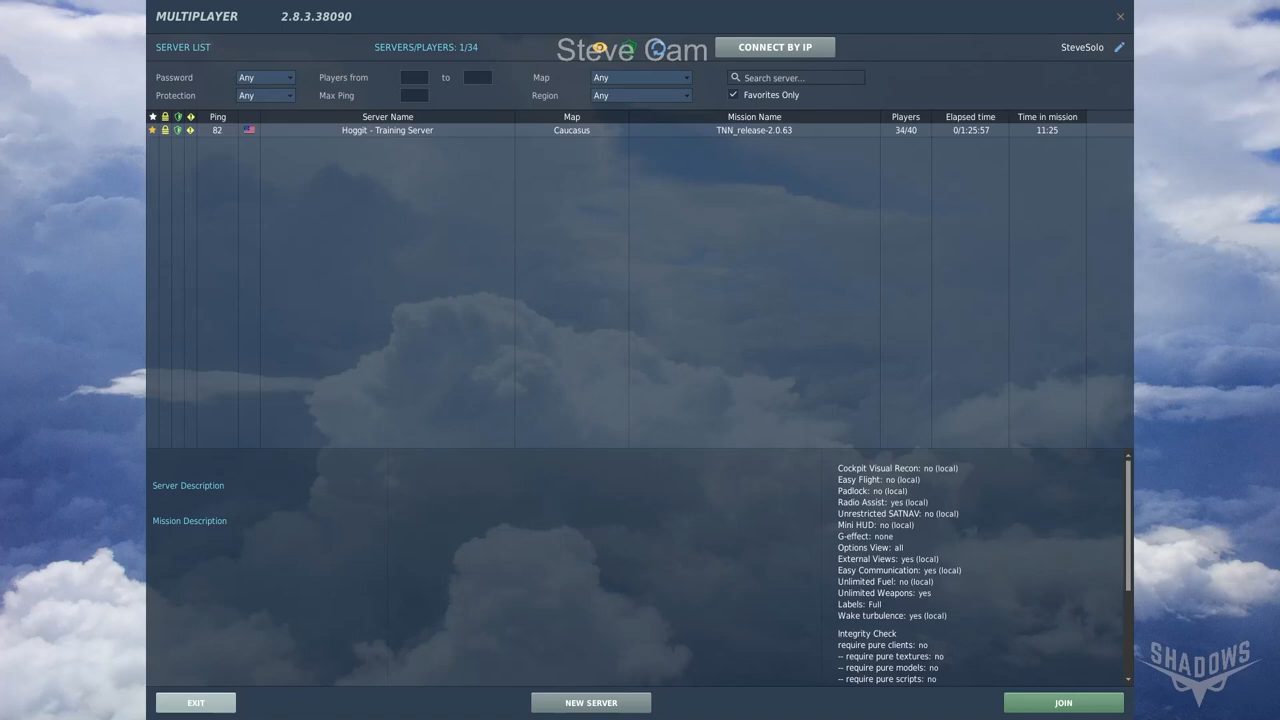 MULTIPLAYER 2.8.3.38090
SERVER LIST SERVERS/PLAYERS: 1/34 Steve Gam CONNECT BY IP SteveSolo
Password Any Players from to Map Any Search server...
Protection Any Max Ping Region Any Favorites Only
Ping Server Name Map Mission Name Players Elapsed time Time in mission
82 Hoggit - Training Server Caucasus TNN_release-2.0.63 34/40 0/1:25:57 11:25
Server Description
Mission Description
Cockpit Visual Recon: no (local)
Easy Flight: no (local)
Padlock: no (local)
Radio Assist: yes (local)
Unrestricted SATNAV: no (local)
Mini HUD: no (local)
G-effect: none
Options View: all
External Views: yes (local)
Easy Communication: yes (local)
Unlimited Fuel: no (local)
Unlimited Weapons: yes
Labels: Full
Wake turbulence: yes (local)
Integrity Check
require pure clients: no
-- require pure textures: no
-- require pure models: no
-- require pure scripts: no
SHADOWS
EXIT NEW SERVER JOIN